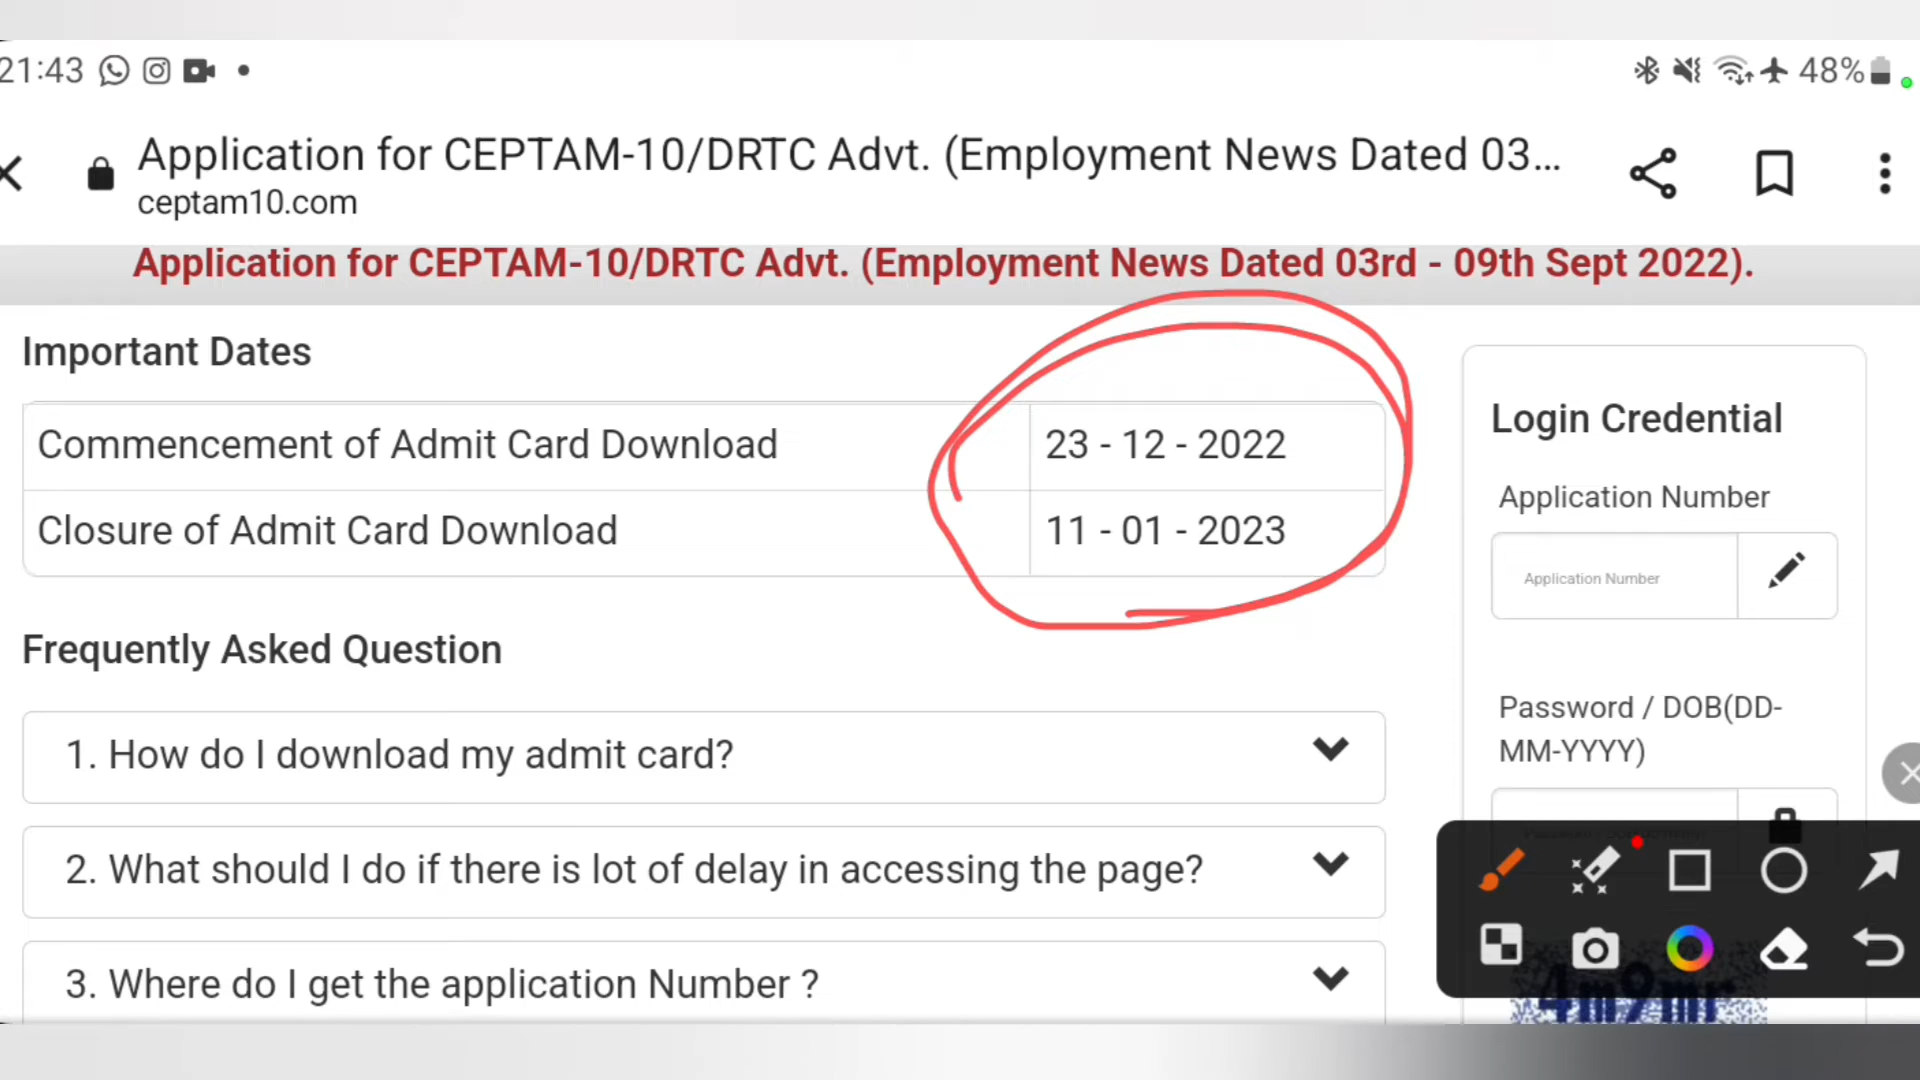 21:43
48%
Application for CEPTAM-10/DRTC Advt. (Employment News Dated 03...
ceptam10.com
Application for CEPTAM-10/DRTC Advt. (Employment News Dated 03rd - 09th Sept 2022).
Important Dates
Commencement of Admit Card Download 23 - 12 - 2022
Closure of Admit Card Download 11 - 01 - 2023
Frequently Asked Question
1. How do I download my admit card?
2. What should I do if there is lot of delay in accessing the page?
3. Where do I get the application Number ?
Login Credential
Application Number
Application Number
Password / DOB(DD-
MM-YYYY)
4m9mr